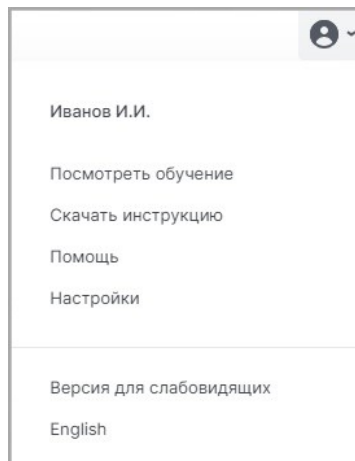 Иванов И.И.
Посмотреть обучение
Скачать инструкцию
Помощь
Настройки
Версия для слабовидящих
English